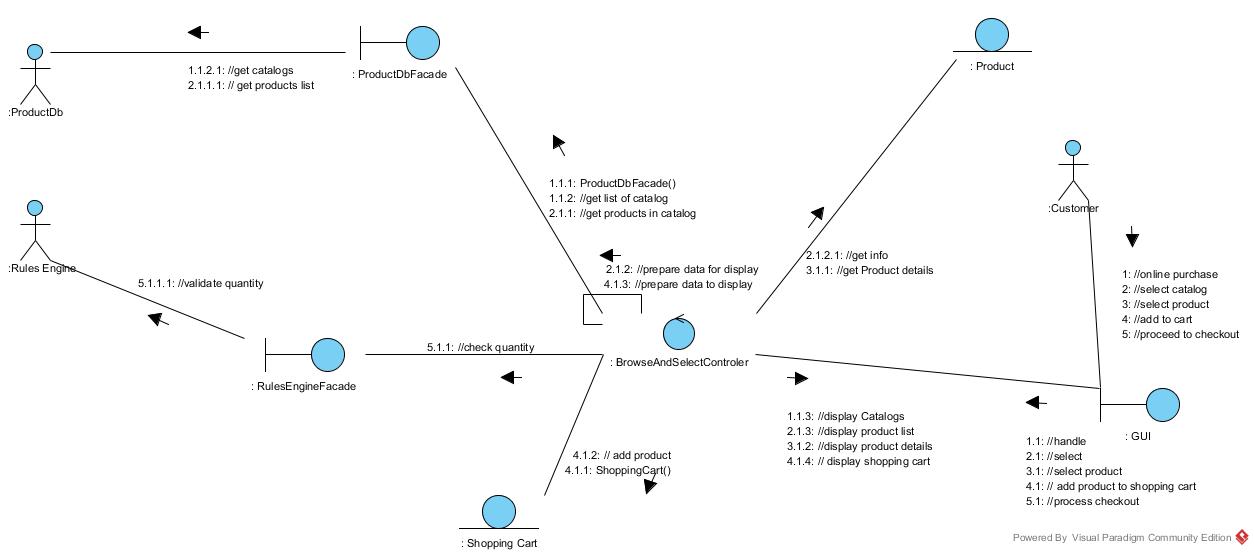 1.1.2.1: //get catalogs
2.1.1.1: // get products list
: ProductDbFacade
: Product
:ProductDb
1.1.1: ProductDbFacade()
1.1.2: //get list of catalog
2.1.1: //get products in catalog
:Customer
:Rules Engine
5.1.1.1: //validate quantity
2.1.2: //prepare data for display
4.1.3: //prepare data to display
2.1.2.1: //get info
3.1.1: //get Product details
1: //online purchase
2: //select catalog
3: //select product
4: //add to cart
5: //proceed to checkout
5.1.1: //check quantity
: BrowseAndSelectControler
: RulesEngineFacade
1.1.3: //display Catalogs
2.1.3: //display product list
3.1.2: //display product details
4.1.4: // display shopping cart
: GUI
1.1: //handle
2.1: //select
3.1: //select product
4.1: // add product to shopping cart
5.1: //process checkout
4.1.2: // add product
4.1.1: ShoppingCart()
: Shopping Cart
Powered By Visual Paradigm Community Edition